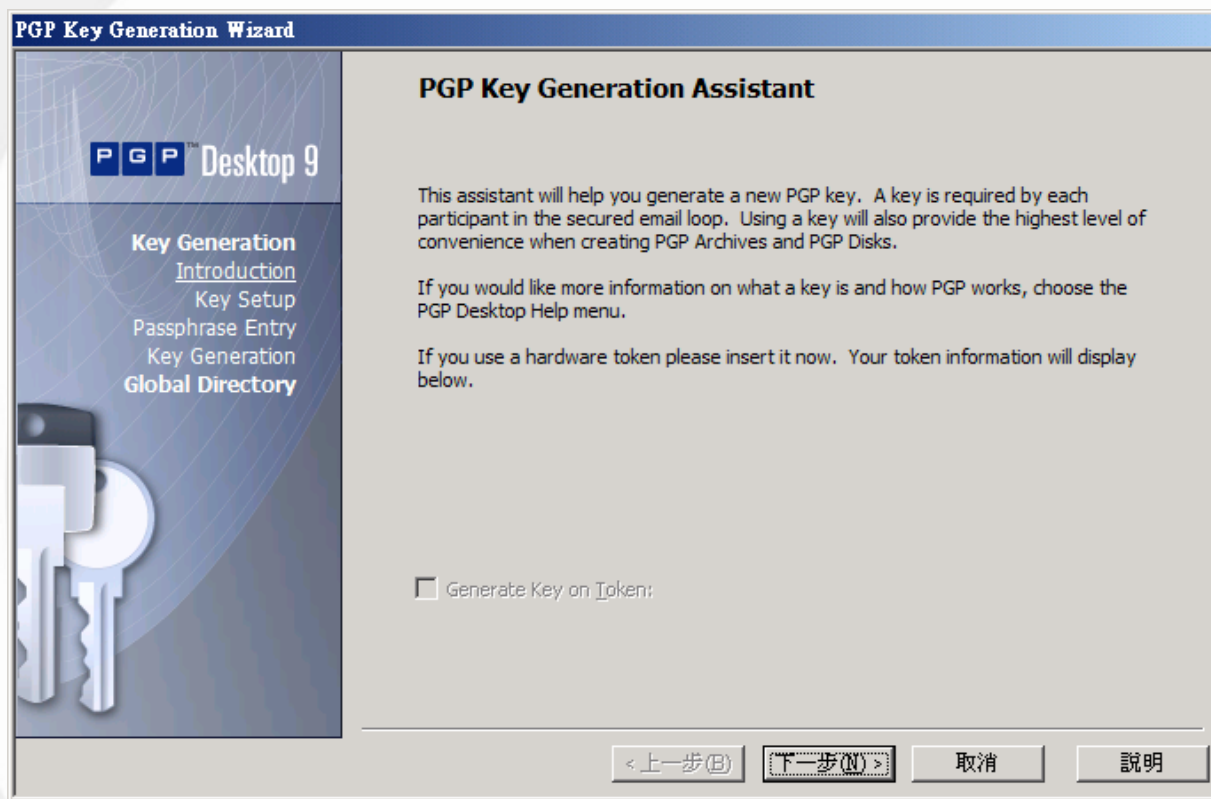 PGP Key Generation Wizard
PGP™ Desktop 9
Key Generation
Introduction
Key Setup
Passphrase Entry
Key Generation
Global Directory
PGP Key Generation Assistant
This assistant will help you generate a new PGP key. A key is required by each
participant in the secured email loop. Using a key will also provide the highest level of
convenience when creating PGP Archives and PGP Disks.
If you would like more information on what a key is and how PGP works, choose the
PGP Desktop Help menu.
If you use a hardware token please insert it now. Your token information will display
below.
Generate Key on Token:
<上一步(B) 下一步(N)> 取消 說明